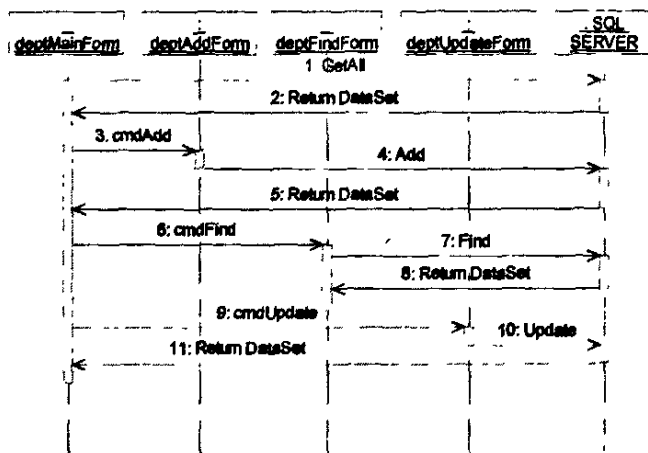 deptMainForm
deptAddForm
deptFindForm
deptUpdateForm
SQL
SERVER
1 GetAll
2: Return DataSet
3. cmdAdd
4: Add
5: Return DataSet
6: cmdFind
7: Find
8: Return DataSet
9: cmdUpdate
10: Update
11: Return DataSet